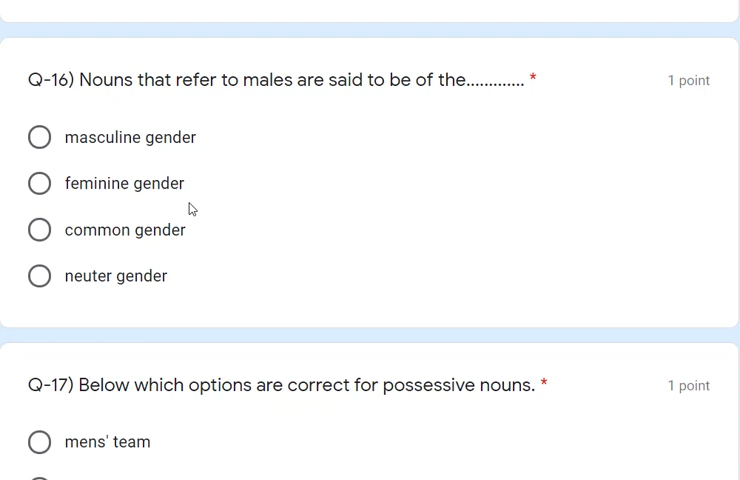 Q-16) Nouns that refer to males are said to be of the............. *
1 point
masculine gender
feminine gender
common gender
neuter gender
Q-17) Below which options are correct for possessive nouns. *
1 point
mens' team